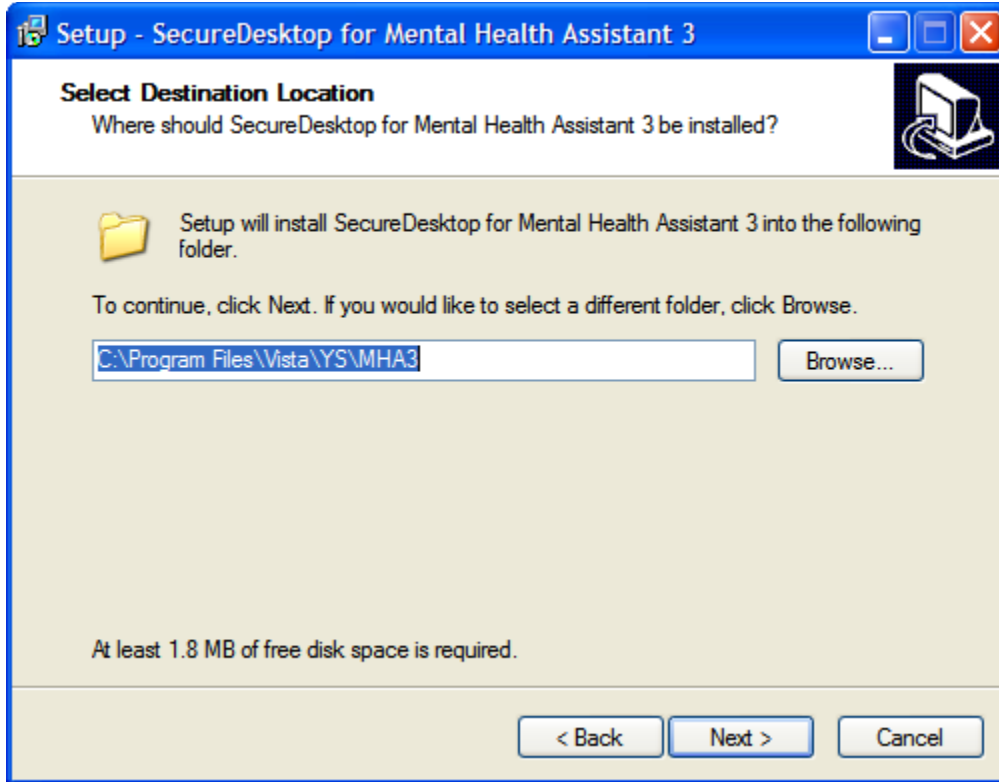 Setup - SecureDesktop for Mental Health Assistant 3
Select Destination Location
Where should SecureDesktop for Mental Health Assistant 3 be installed?
Setup will install SecureDesktop for Mental Health Assistant 3 into the following
folder.
To continue, click Next. If you would like to select a different folder, click Browse.
C:\Program Files\Vista\YS\MHA3
Browse...
At least 1.8 MB of free disk space is required.
< Back
Next >
Cancel